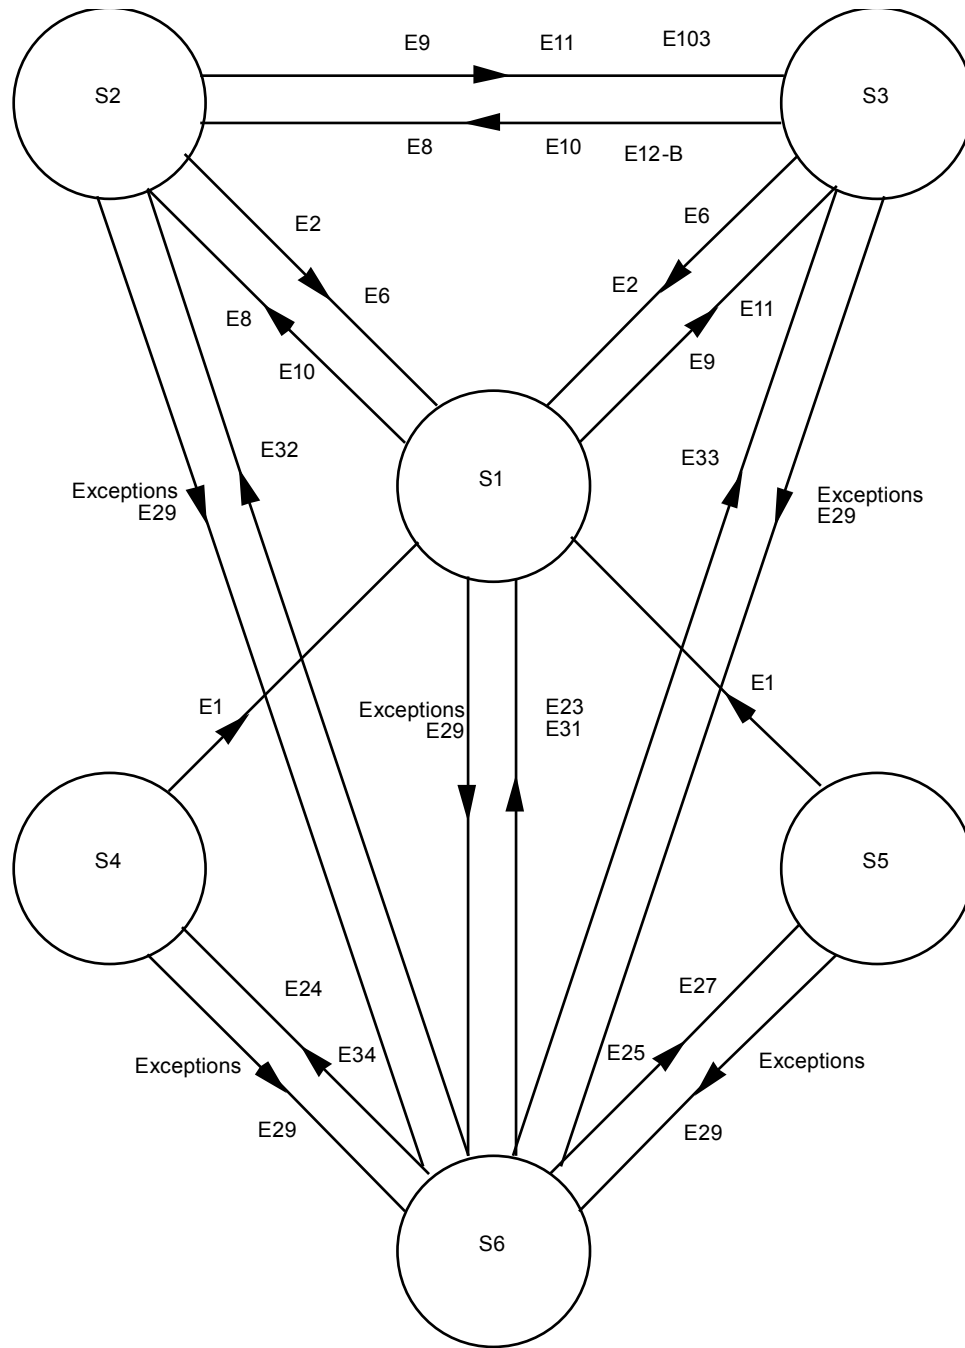 E9 E11 E103
S2 S3
E8 E10 E12-B
E2 E6
E6 E2
E8 E11
E10 E9
E32 E33
S1
Exceptions
E29
Exceptions
E29
E1 E1
Exceptions
E29
E23
E31
S4 S5
E24 E27
E34 E25
Exceptions Exceptions
E29 E29
S6